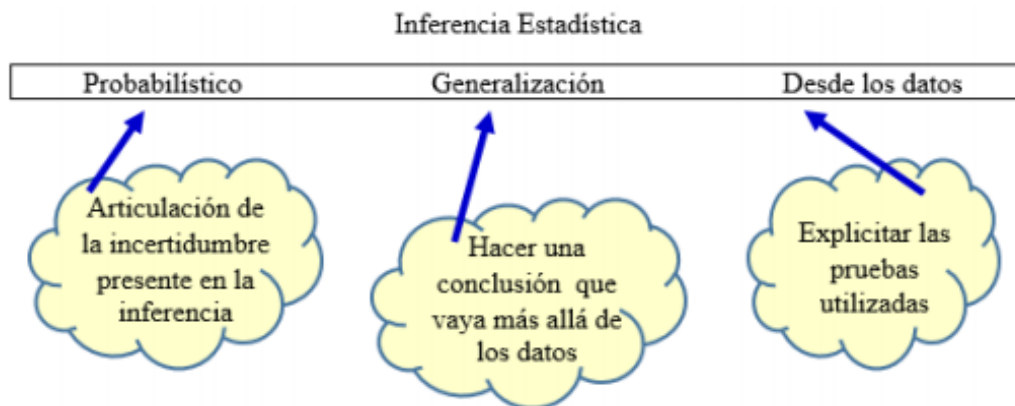 Inferencia Estadística
Probabilístico
Generalización
Desde los datos
Articulación de
la incertidumbre
presente en la
inferencia
Hacer una
conclusión que
vaya más allá de
los datos
Explicitar las
pruebas
utilizadas